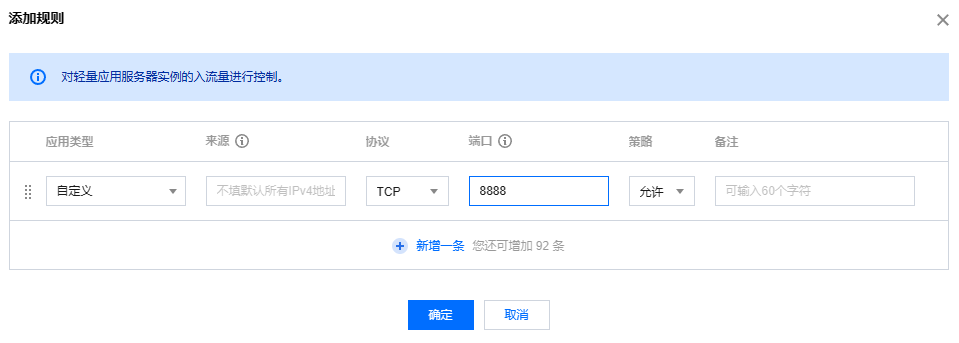 添加规则
对轻量应用服务器实例的入流量进行控制。
应用类型 来源 协议 端口 策略 备注
自定义 不填默认所有IPv4地址 TCP 8888 允许 可输入60个字符
新增一条 您还可增加 92 条
确定 取消